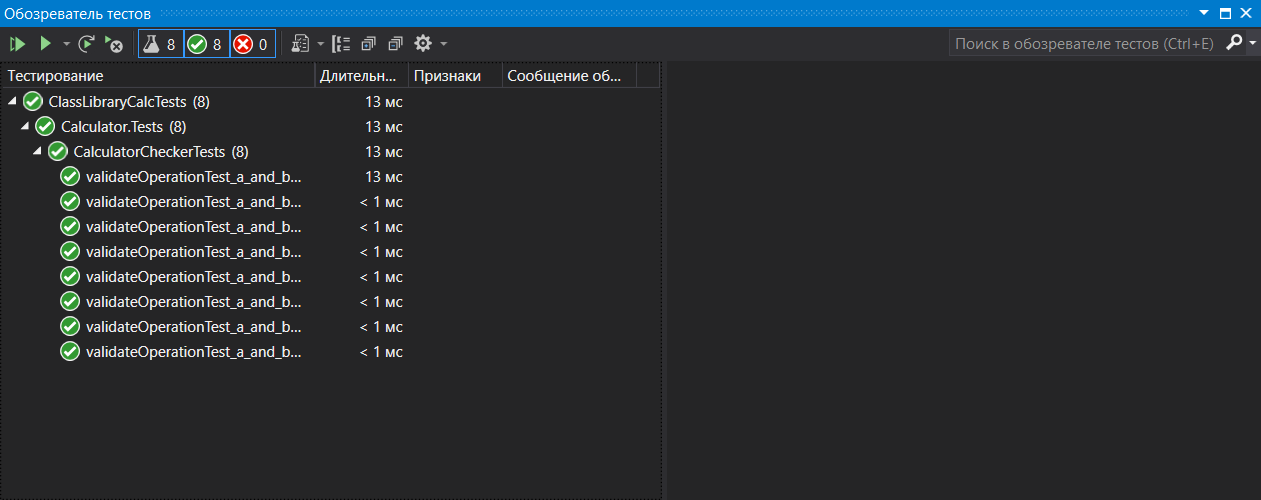 Обозреватель тестов
8 8 0 Поиск в обозревателе тестов (Ctrl+E)
Тестирование Длительн... Признаки Сообщение об...
ClassLibraryCalcTests (8) 13 мс
Calculator.Tests (8) 13 мс
CalculatorCheckerTests (8) 13 мс
validateOperationTest_a_and_b... 13 мс
validateOperationTest_a_and_b... < 1 мс
validateOperationTest_a_and_b... < 1 мс
validateOperationTest_a_and_b... < 1 мс
validateOperationTest_a_and_b... < 1 мс
validateOperationTest_a_and_b... < 1 мс
validateOperationTest_a_and_b... < 1 мс
validateOperationTest_a_and_b... < 1 мс